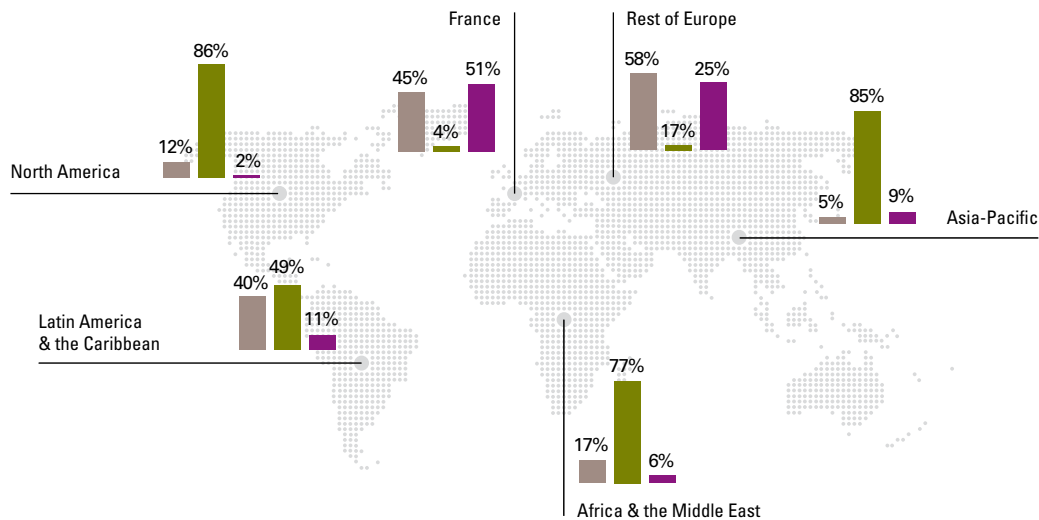 France
Rest of Europe
86%
12%
2%
North America
45%
4%
51%
58%
17%
25%
85%
5%
9%
Asia-Pacific
40%
49%
11%
Latin America
& the Caribbean
77%
17%
6%
Africa & the Middle East